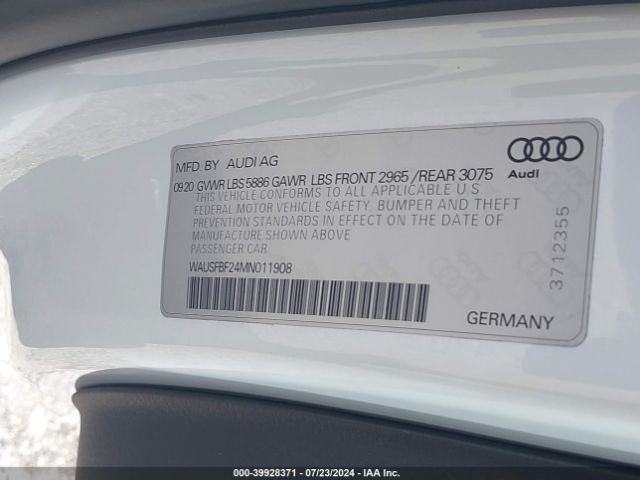 MFD. BY AUDI AG
0920 GVWR LBS 5886 GAWR LBS FRONT 2965 /REAR 3075
THIS VEHICLE CONFORMS TO ALL APPLICABLE U.S.
FEDERAL MOTOR VEHICLE SAFETY, BUMPER AND THEFT
PREVENTION STANDARDS IN EFFECT ON THE DATE OF
MANUFACTURE SHOWN ABOVE
PASSENGER CAR
WAUSFBF24MN011908
Audi
3712355
GERMANY
000-39928371 - 07/23/2024 - IAA Inc.